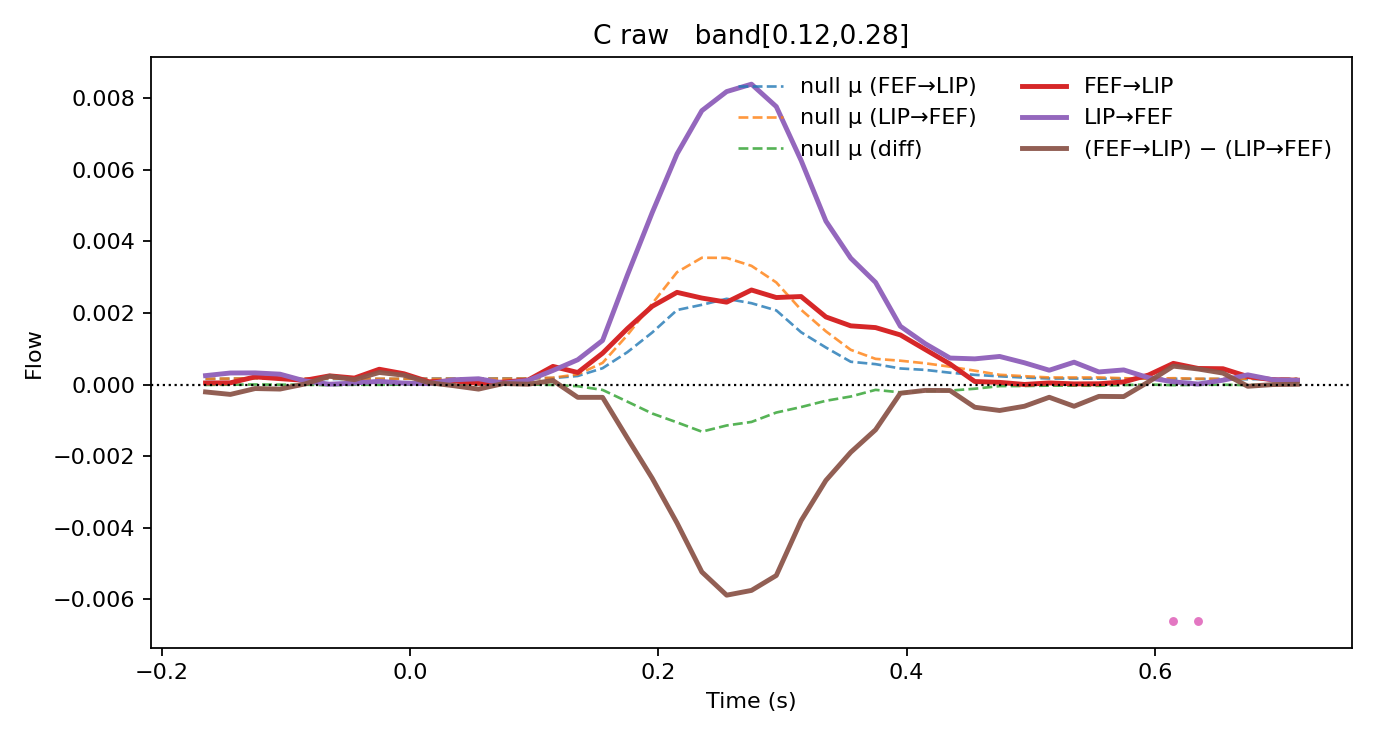 C raw   band[0.12,0.28]
null μ (FEF→LIP)
null μ (LIP→FEF)
null μ (diff)
FEF→LIP
LIP→FEF
(FEF→LIP) − (LIP→FEF)
Flow
0.008
0.006
0.004
0.002
0.000
−0.002
−0.004
−0.006
−0.2
0.0
0.2
0.4
0.6
Time (s)